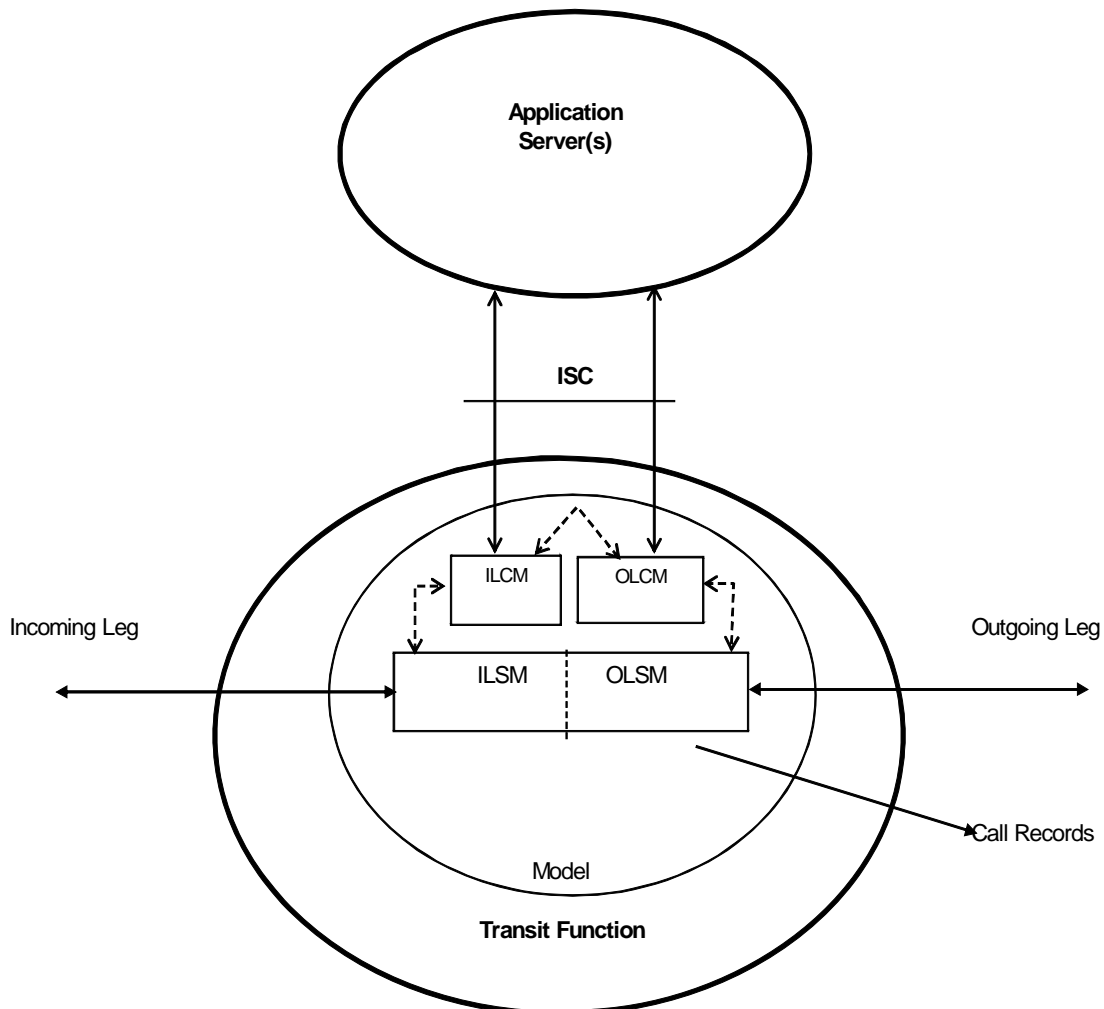 Application
Server(s)
ISC
ILCM
OLCM
Incoming Leg
Outgoing Leg
ILSM
OLSM
Call Records
Model
Transit Function